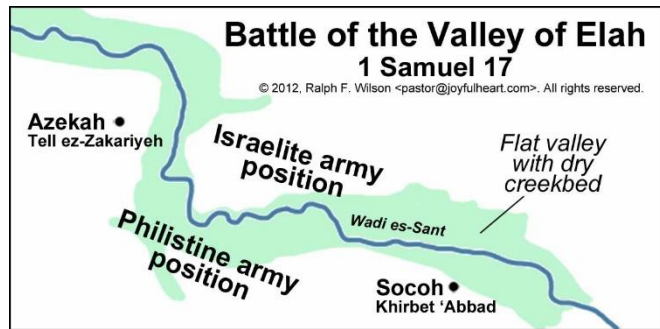 Battle of the Valley of Elah
1 Samuel 17
© 2012, Ralph F. Wilson <pastor@joyfulheart.com>. All rights reserved.
Azekah
Tell ez-Zakariyeh
Israelite army
position
Flat valley
with dry
creekbed
Wadi es-Sant
Philistine army
position
Socoh
Khirbet ‘Abbad